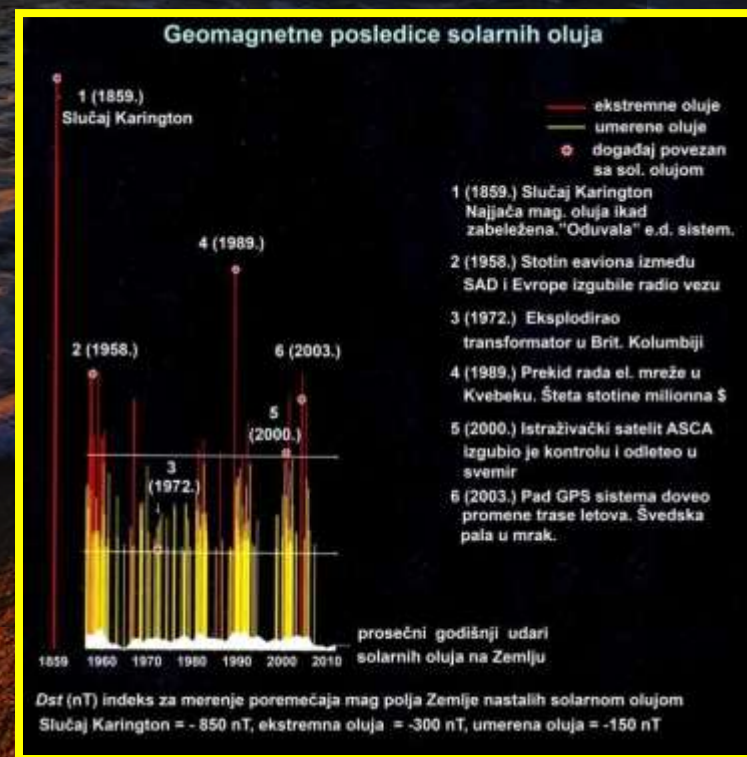 Geomagnetne posledice solarnih oluja
1 (1859.)
Slučaj Karington
ekstremne oluje
umerene oluje
događaj povezan
sa sol. olujom
1 (1859.) Slučaj Karington
Najjača mag. oluja ikad
zabeležena."Oduvala" e.d. sistem.
4 (1989.)
2 (1958.) Stotin eaviona između
SAD i Evrope izgubile radio vezu
3 (1972.) Eksplodirao
transformator u Brit. Kolumbiji
2 (1958.)
6 (2003.)
4 (1989.) Prekid rada el. mreže u
Kvebeku. Šteta stotine milionna $
5
(2000.)
5 (2000.) Istraživački satelit ASCA
izgubio je kontrolu i odleteo u
svemir
3
(1972.)
6 (2003.) Pad GPS sistema doveo
promene trase letova. Švedska
pala u mrak.
prosečni godišnji udari
solarnih oluja na Zemlju
1859 1960 1970 1980 1990 2000 2010
Dst (nT) indeks za merenje poremećaja mag polja Zemlje nastalih solarnom olujom
Slučaj Karington = - 850 nT, ekstremna oluja = -300 nT, umerena oluja = -150 nT